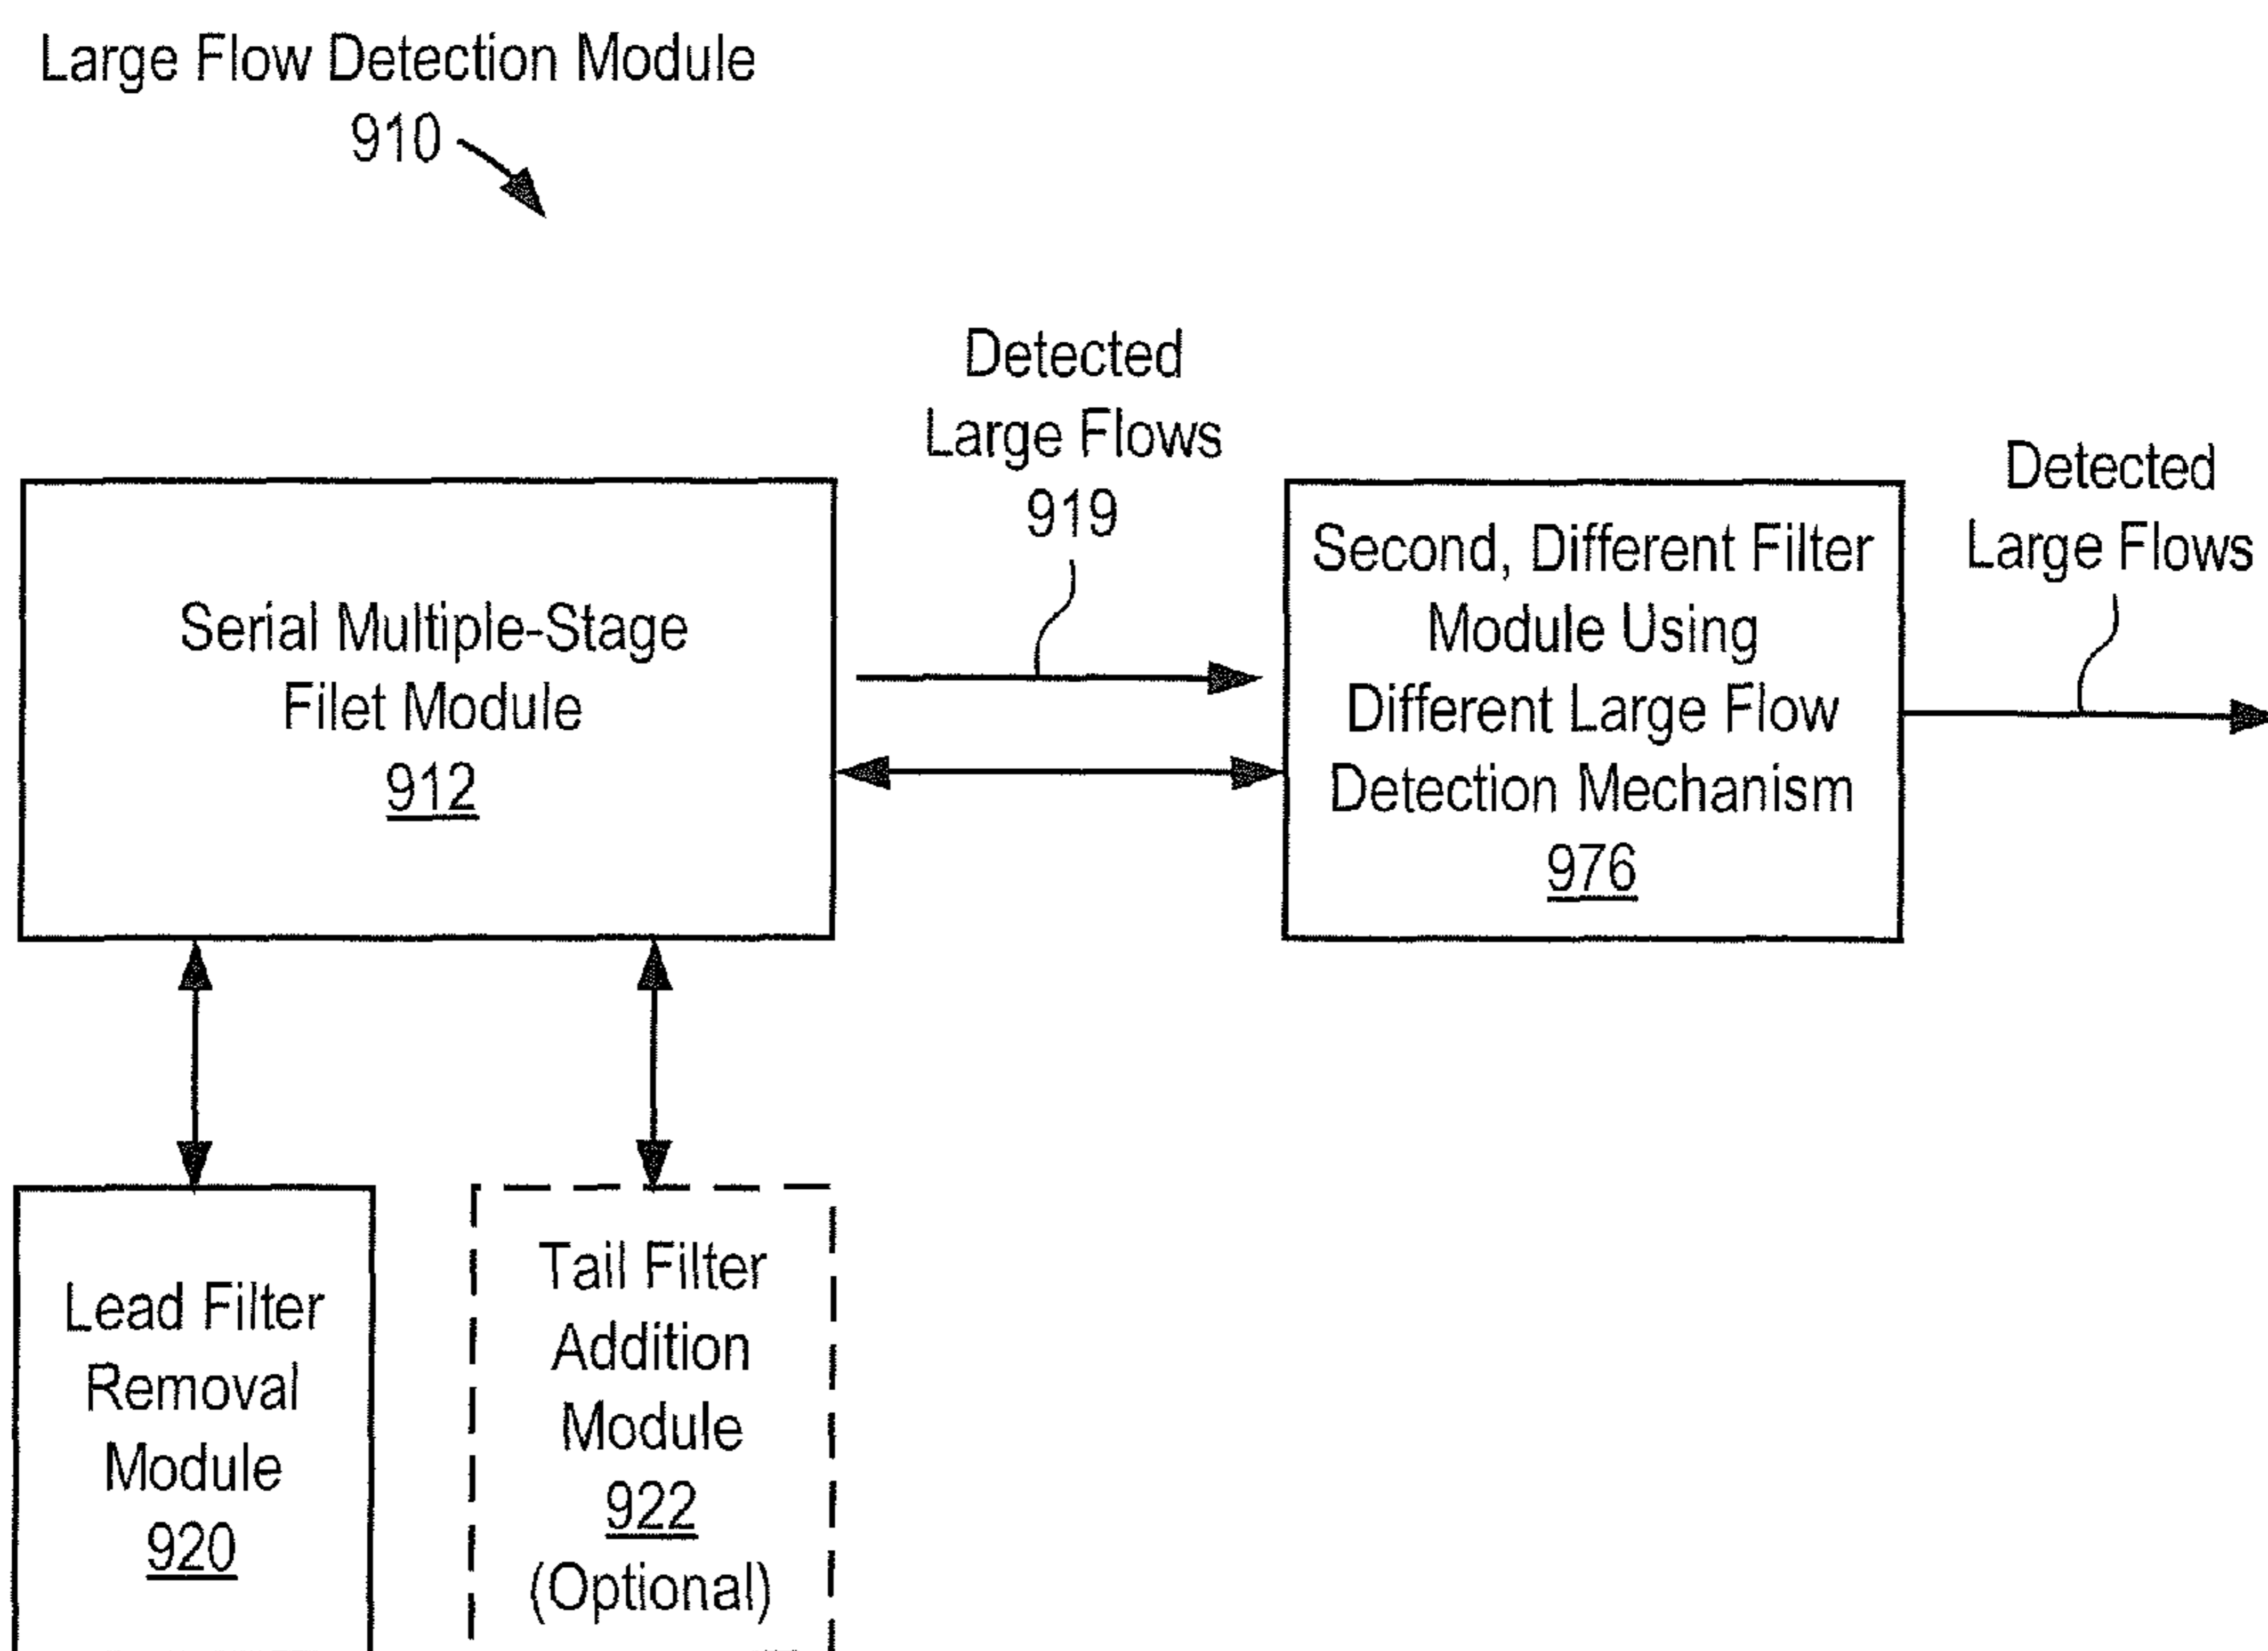 Large Flow Detection Module
910
Detected
Large Flows
919
Detected
Large Flows
Serial Multiple-Stage
Filet Module
912
Second, Different Filter
Module Using
Different Large Flow
Detection Mechanism
976
Lead Filter
Removal
Module
920
Tail Filter
Addition
Module
922
(Optional)